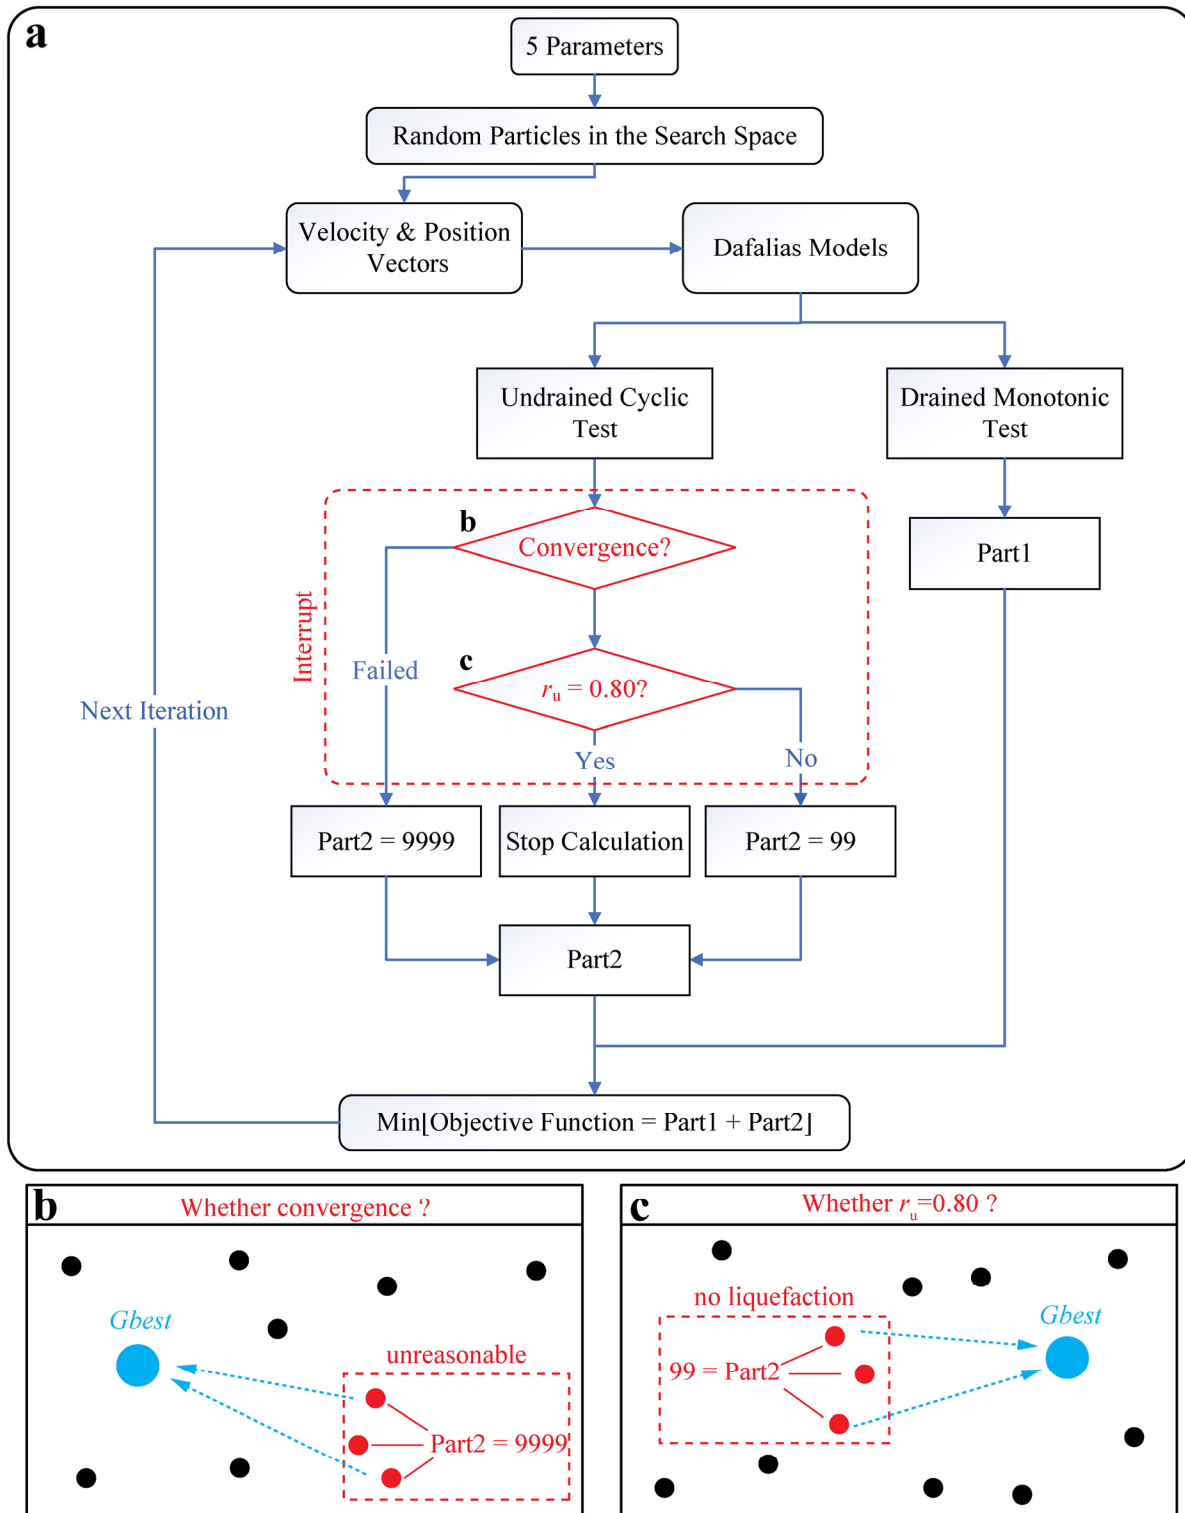 a
5 Parameters
Random Particles in the Search Space
Velocity & Position
Vectors
Dafalias Models
Undrained Cyclic
Test
Drained Monotonic
Test
b
Convergence?
Part1
Interrupt
Failed
c
r_u = 0.80?
Next Iteration
Yes
No
Part2 = 9999
Stop Calculation
Part2 = 99
Part2
Min[Objective Function = Part1 + Part2]
b
Whether convergence ?
Gbest
unreasonable
Part2 = 9999
c
Whether r_u=0.80 ?
no liquefaction
Gbest
99 = Part2